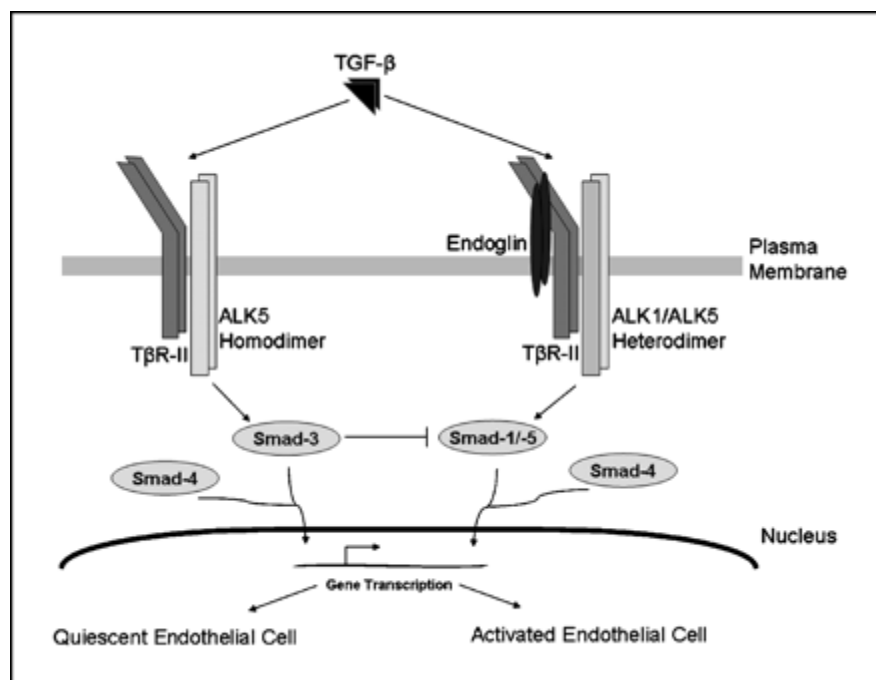 TGF-β
Endoglin
Plasma
Membrane
ALK5
Homodimer
TβR-II
ALK1/ALK5
Heterodimer
TβR-II
Smad-3
Smad-1/-5
Smad-4
Smad-4
Nucleus
Gene Transcription
Quiescent Endothelial Cell
Activated Endothelial Cell